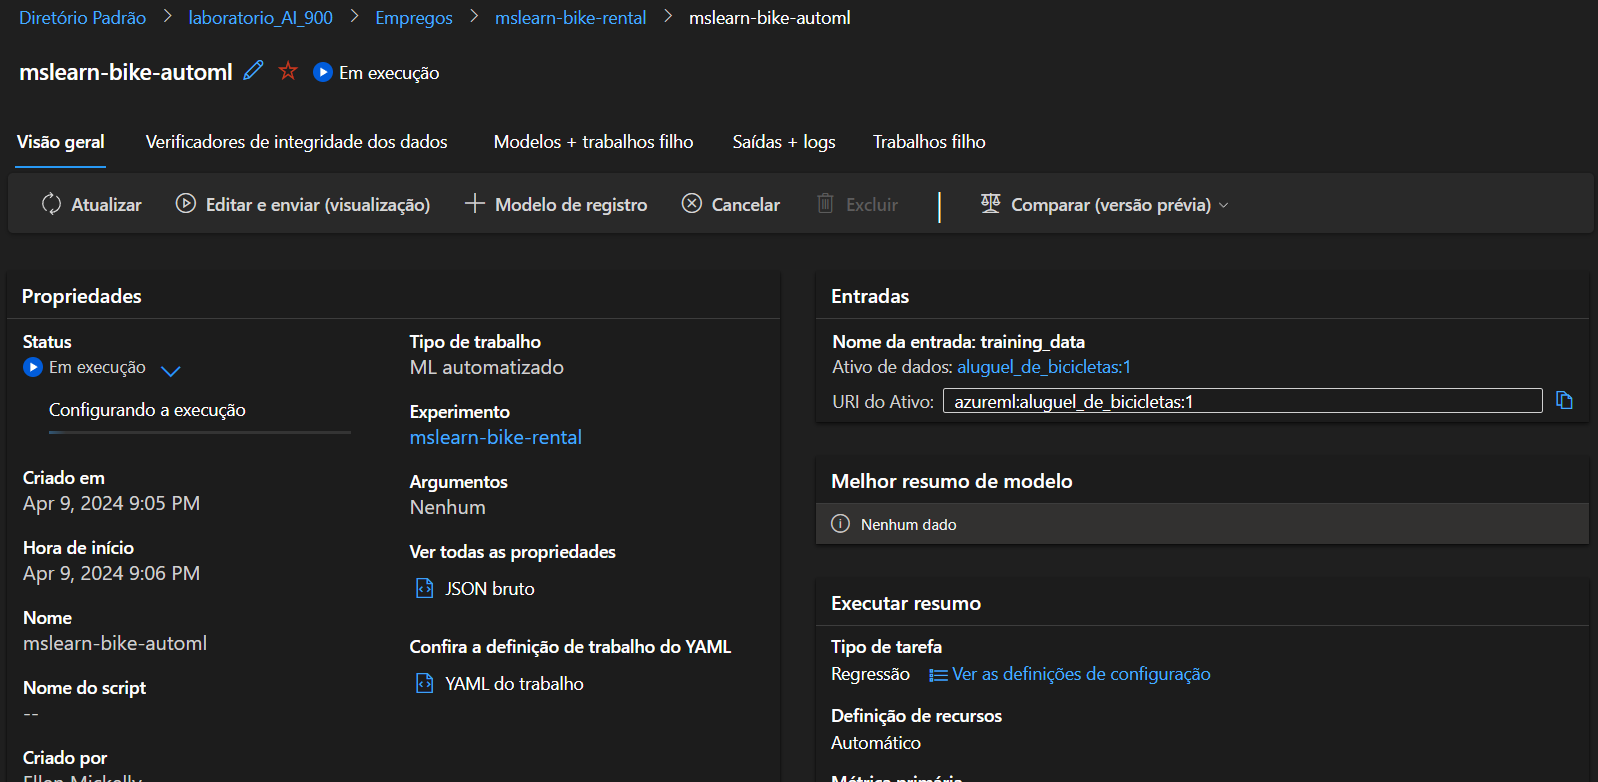 Diretório Padrão > laboratorio_AI_900 > Empregos > mslearn-bike-rental > mslearn-bike-automl
mslearn-bike-automl Em execução
Visão geral Verificadores de integridade dos dados Modelos + trabalhos filho Saídas + logs Trabalhos filho
Atualizar Editar e enviar (visualização) Modelo de registro Cancelar Excluir Comparar (versão prévia)
Propriedades
Status
Em execução
Configurando a execução
Criado em
Apr 9, 2024 9:05 PM
Hora de início
Apr 9, 2024 9:06 PM
Nome
mslearn-bike-automl
Nome do script
--
Criado por
Ellen Mickelly
Tipo de trabalho
ML automatizado
Experimento
mslearn-bike-rental
Argumentos
Nenhum
Ver todas as propriedades
JSON bruto
Confira a definição de trabalho do YAML
YAML do trabalho
Entradas
Nome da entrada: training_data
Ativo de dados: aluguel_de_bicicletas:1
URI do Ativo: azureml:aluguel_de_bicicletas:1
Melhor resumo de modelo
Nenhum dado
Executar resumo
Tipo de tarefa
Regressão Ver as definições de configuração
Definição de recursos
Automático
Métrica primária